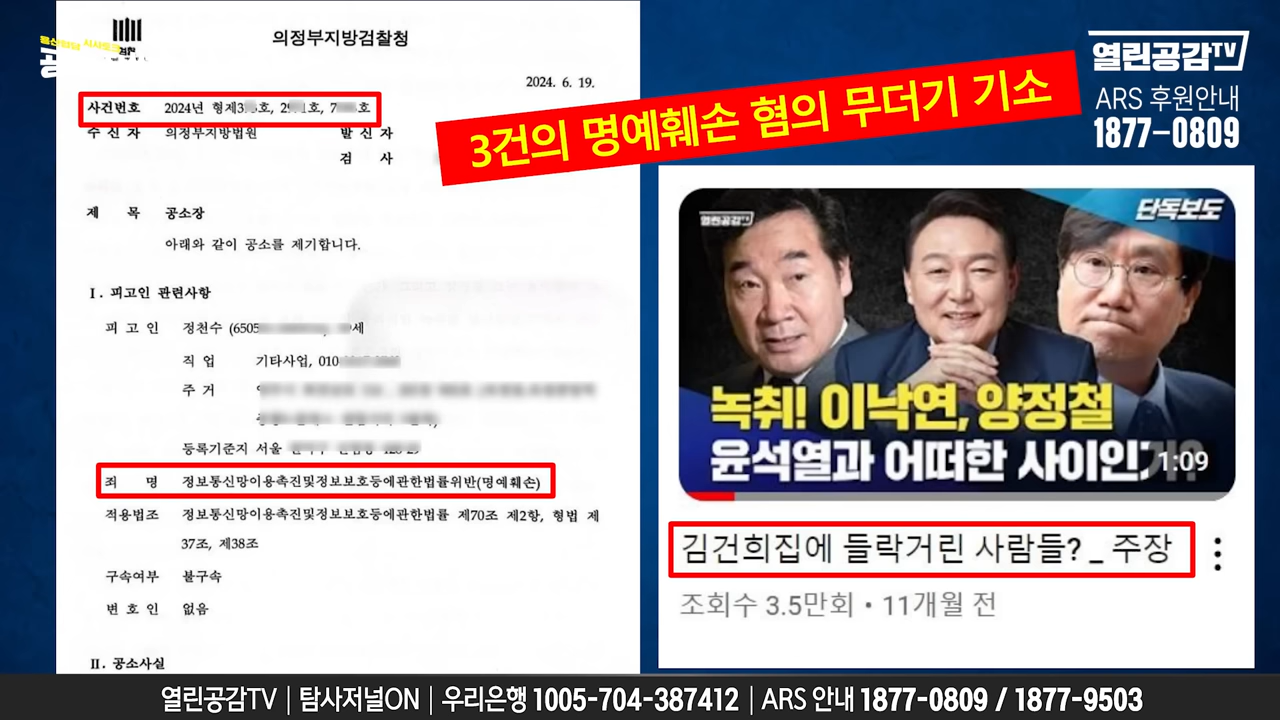 의정부지방검찰청
2024. 6. 19.
사건번호 2024년 형제3 호, 2 1호, 7 호
수 신 자 의정부지방법원 발 신 자
검 사
제 목 공소장
아래와 같이 공소를 제기합니다.
Ⅰ. 피고인 관련사항
피 고 인 정천수 (6505 세
직 업 기타사업, 010
주 거
등록기준지 서울
죄 명 정보통신망이용촉진및정보보호등에관한법률위반(명예훼손)
적용법조 정보통신망이용촉진및정보보호등에관한법률 제70조 제2항, 형법 제
37조, 제38조
구속여부 불구속
변 호 인 없음
Ⅱ. 공소사실
3건의 명예훼손 혐의 무더기 기소
열린공감TV
ARS 후원안내
1877-0809
열린공감TV
단독보도
녹취! 이낙연, 양정철
윤석열과 어떠한 사이인가?
1:09
김건희집에 들락거린 사람들? _ 주장
조회수 3.5만회 • 11개월 전
열린공감TV | 탐사저널ON | 우리은행 1005-704-387412 | ARS 안내 1877-0809 / 1877-9503